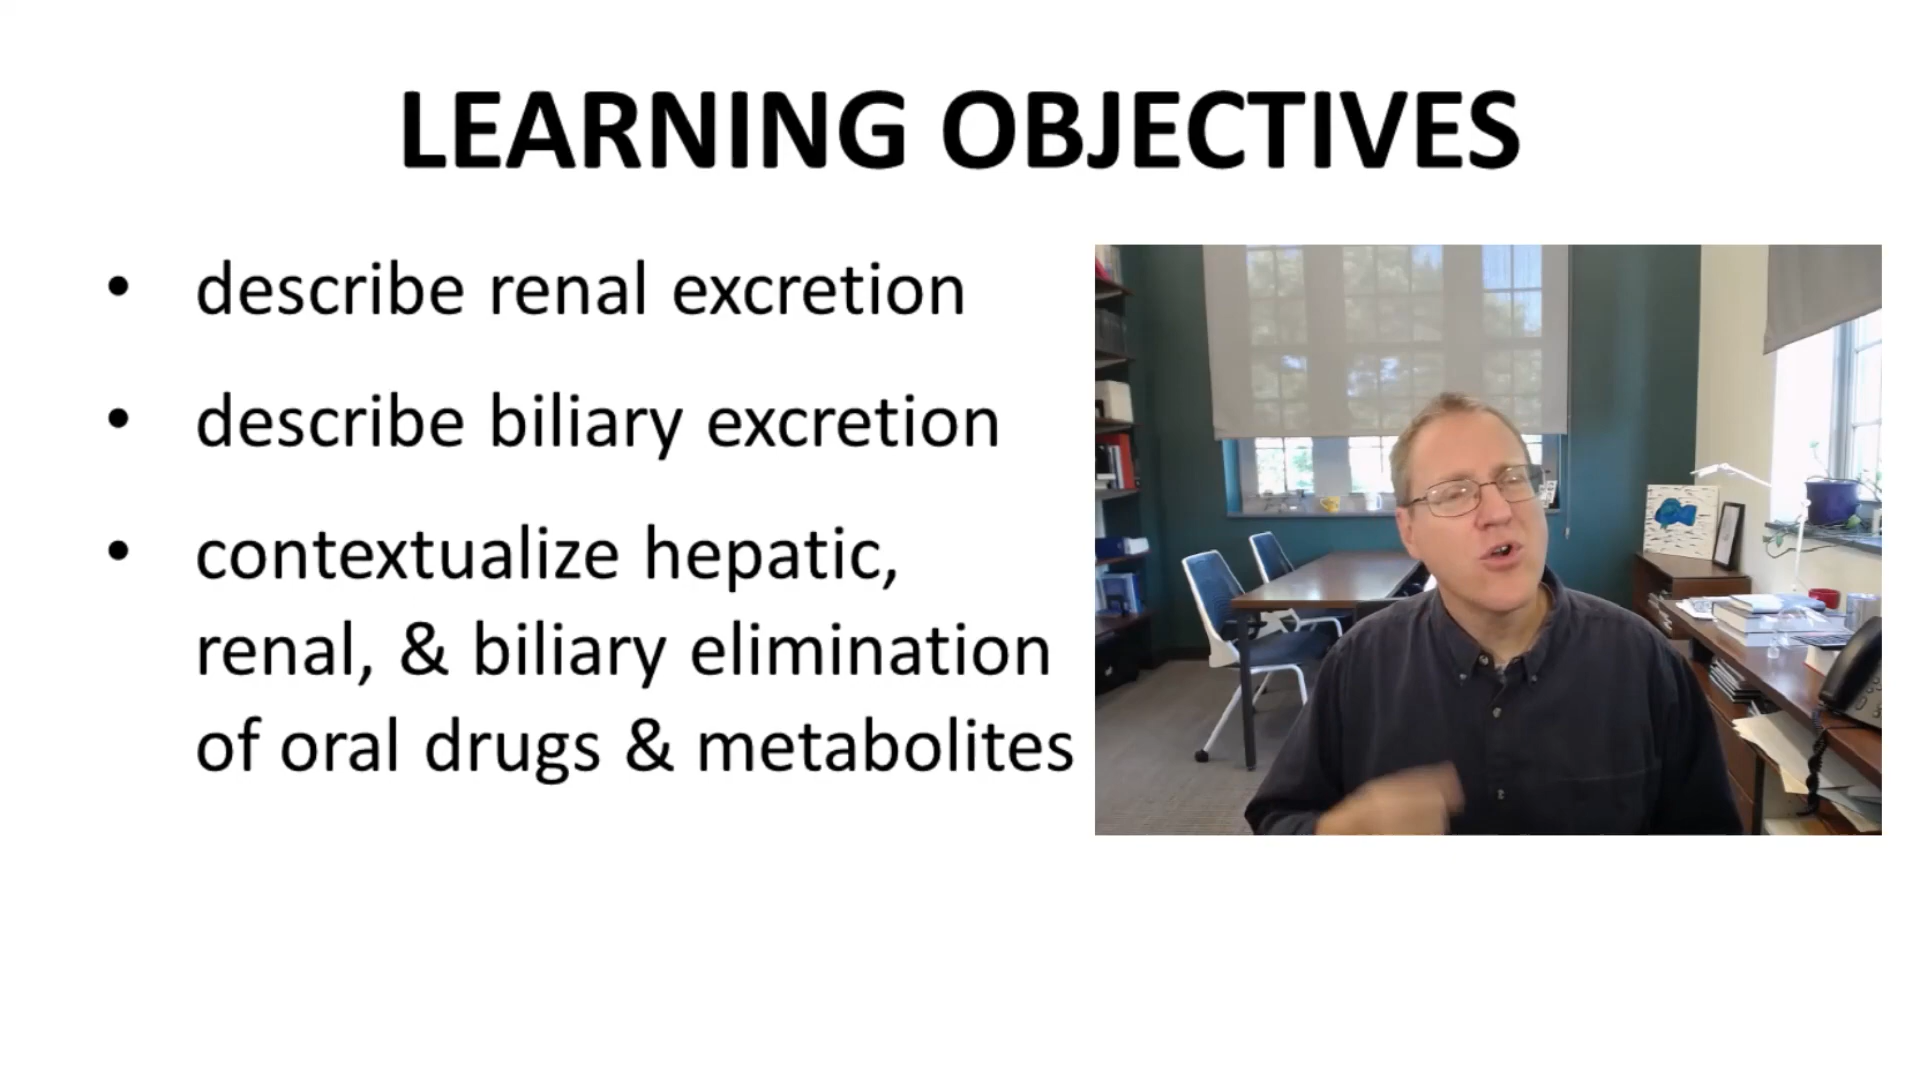 LEARNING OBJECTIVES
• describe renal excretion
• describe biliary excretion
• contextualize hepatic,
renal, & biliary elimination
of oral drugs & metabolites